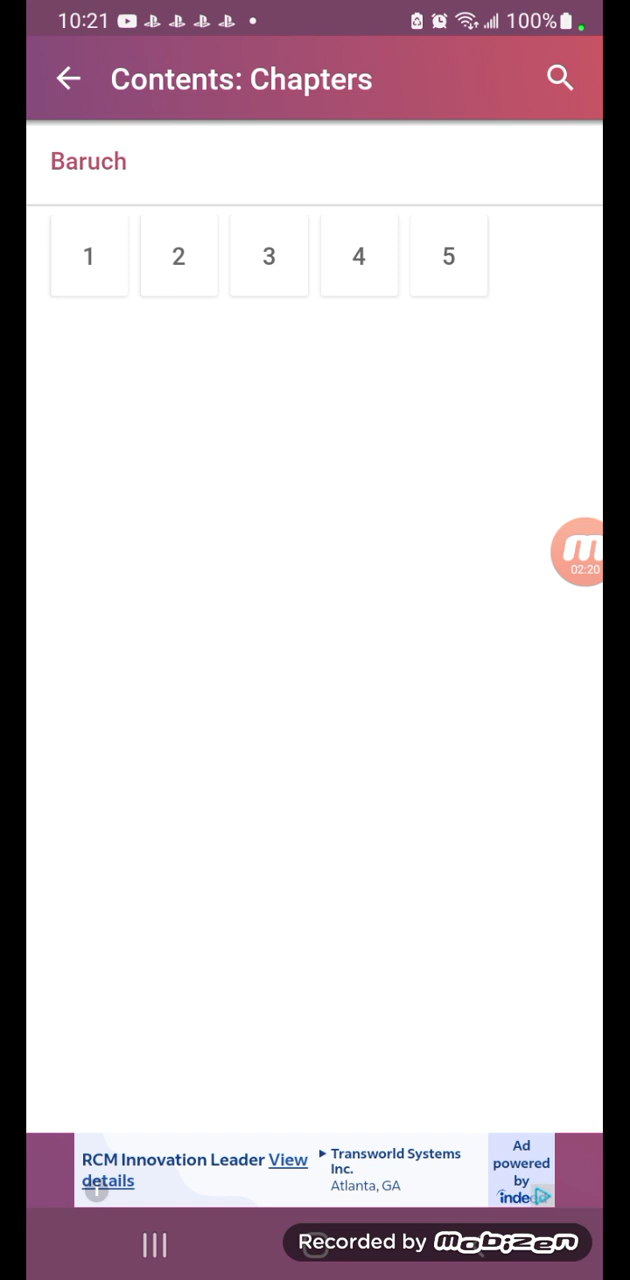 10:21 100%
Contents: Chapters
Baruch
1 2 3 4 5
m
02:20
RCM Innovation Leader View
details
Transworld Systems
Inc.
Atlanta, GA
Ad
powered
by
Recorded by mobizen